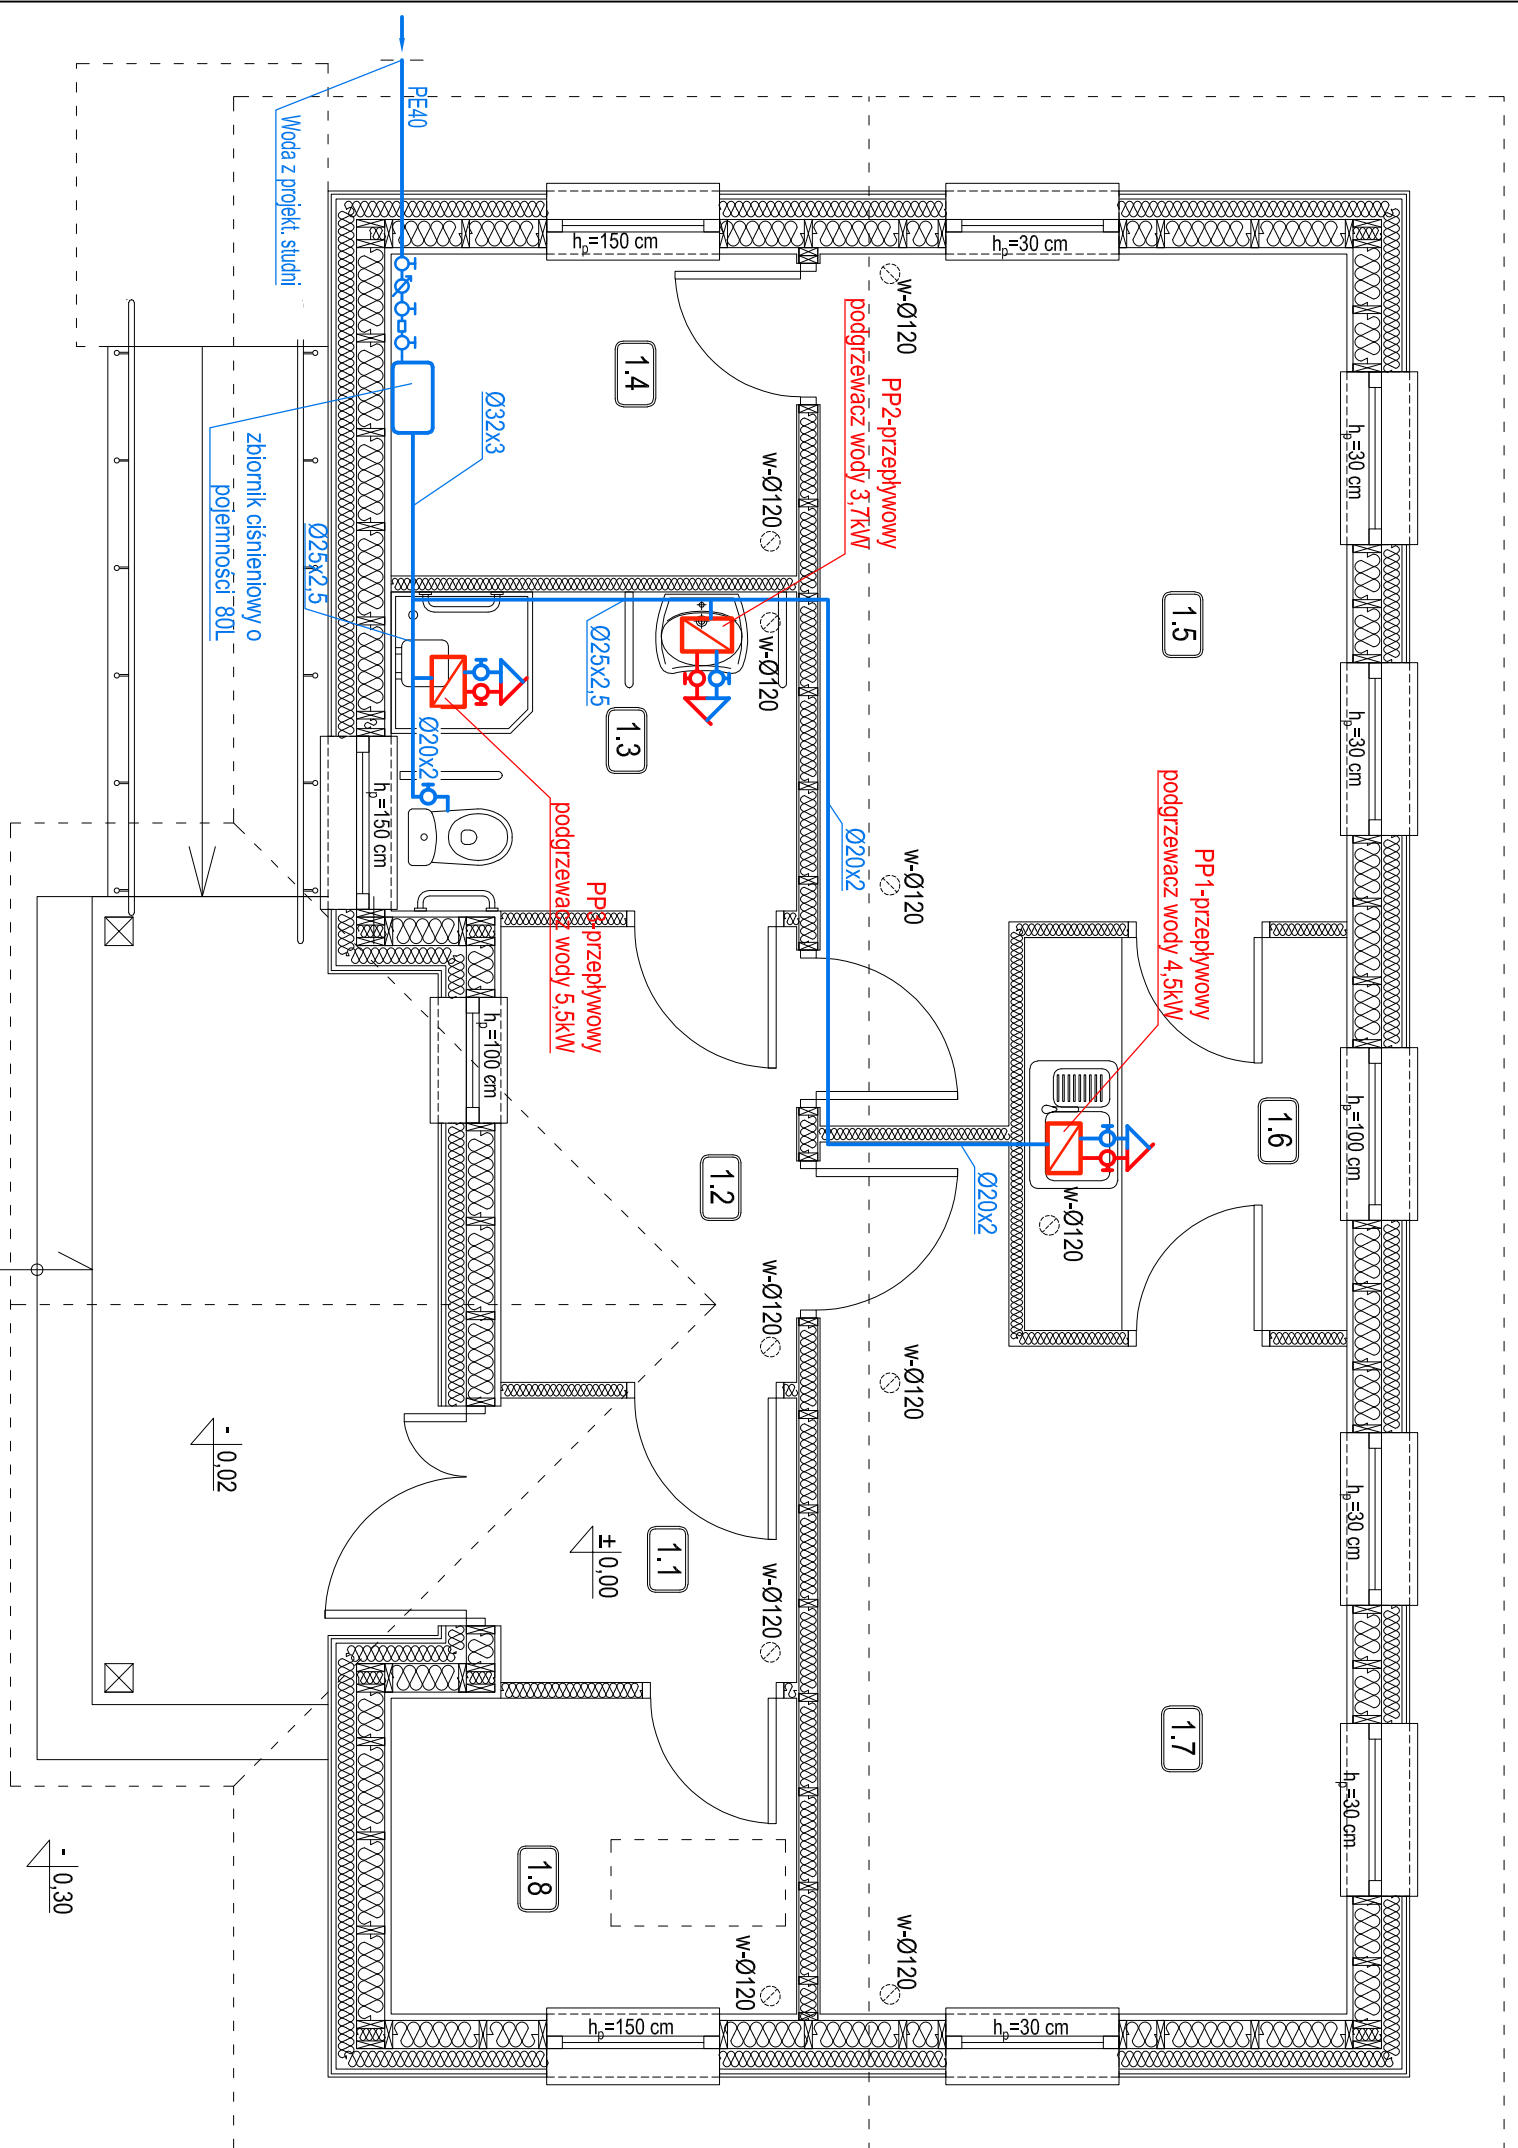 PE40
Woda z projekt. studni
zbiornik ciśnieniowy o
pojemności 80L
Ø32x3
Ø25x2,5
Ø25x2,5
Ø20x2
Ø20x2
Ø20x2
PP2-przepływowy
podgrzewacz wody 3,7kW
PP1-przepływowy
podgrzewacz wody 4,5kW
PP3-przepływowy
podgrzewacz wody 5,5kW
1.4
1.5
1.3
1.6
1.2
1.1
1.7
1.8
w-Ø120
w-Ø120
w-Ø120
w-Ø120
w-Ø120
w-Ø120
w-Ø120
w-Ø120
w-Ø120
w-Ø120
hp=150 cm
hp=30 cm
hp=30 cm
hp=30 cm
hp=150 cm
hp=100 cm
hp=100 cm
hp=30 cm
hp=30 cm
hp=150 cm
hp=30 cm
± 0,00
- 0,02
- 0,30